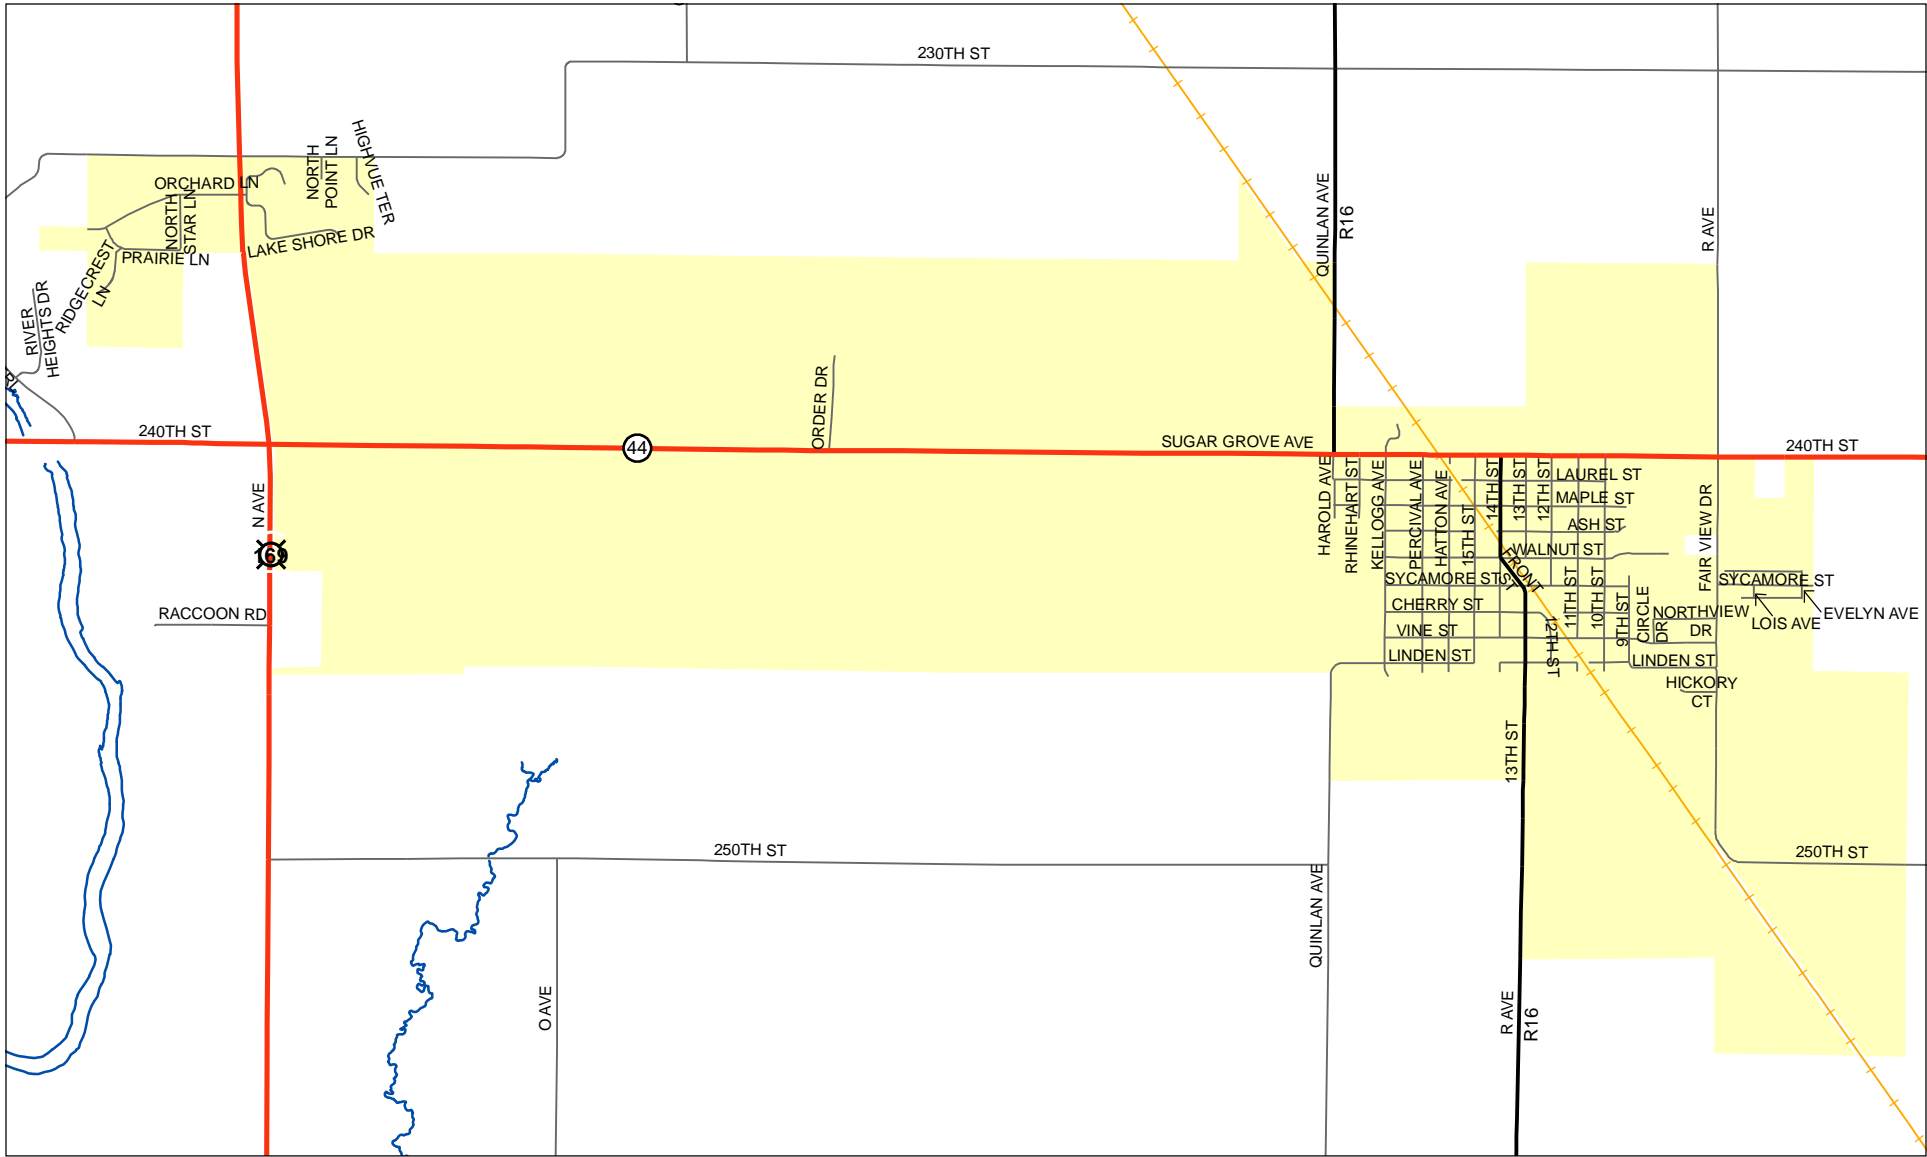 230TH ST
HIGHVUE TER
NORTH
POINT LN
ORCHARD LN
NORTH
STAR LN
LAKE SHORE DR
PRAIRIE LN
RIDGECREST
LN
RIVER
HEIGHTS DR
QUINLAN AVE
R16
R AVE
ORDER DR
240TH ST
44
SUGAR GROVE AVE
240TH ST
N AVE
169
RACCOON RD
HAROLD AVE
RHINEHART ST
KELLOGG AVE
PERCIVAL AVE
HATTON AVE
15TH ST
14TH ST
13TH ST
12TH ST
LAUREL ST
MAPLE ST
ASH ST
WALNUT ST
FRONT
ST
SYCAMORE ST
CHERRY ST
VINE ST
LINDEN ST
12TH ST
11TH ST
10TH ST
9TH ST
CIRCLE
DR
NORTHVIEW
DR
LINDEN ST
HICKORY
CT
FAIR VIEW DR
SYCAMORE ST
LOIS AVE
EVELYN AVE
13TH ST
250TH ST
250TH ST
QUINLAN AVE
O AVE
R AVE
R16